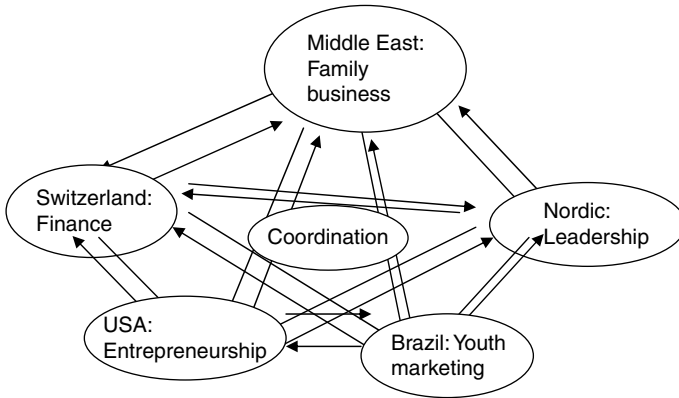 Middle East:
Family
business
Switzerland:
Finance
Coordination
Nordic:
Leadership
USA:
Entrepreneurship
Brazil: Youth
marketing